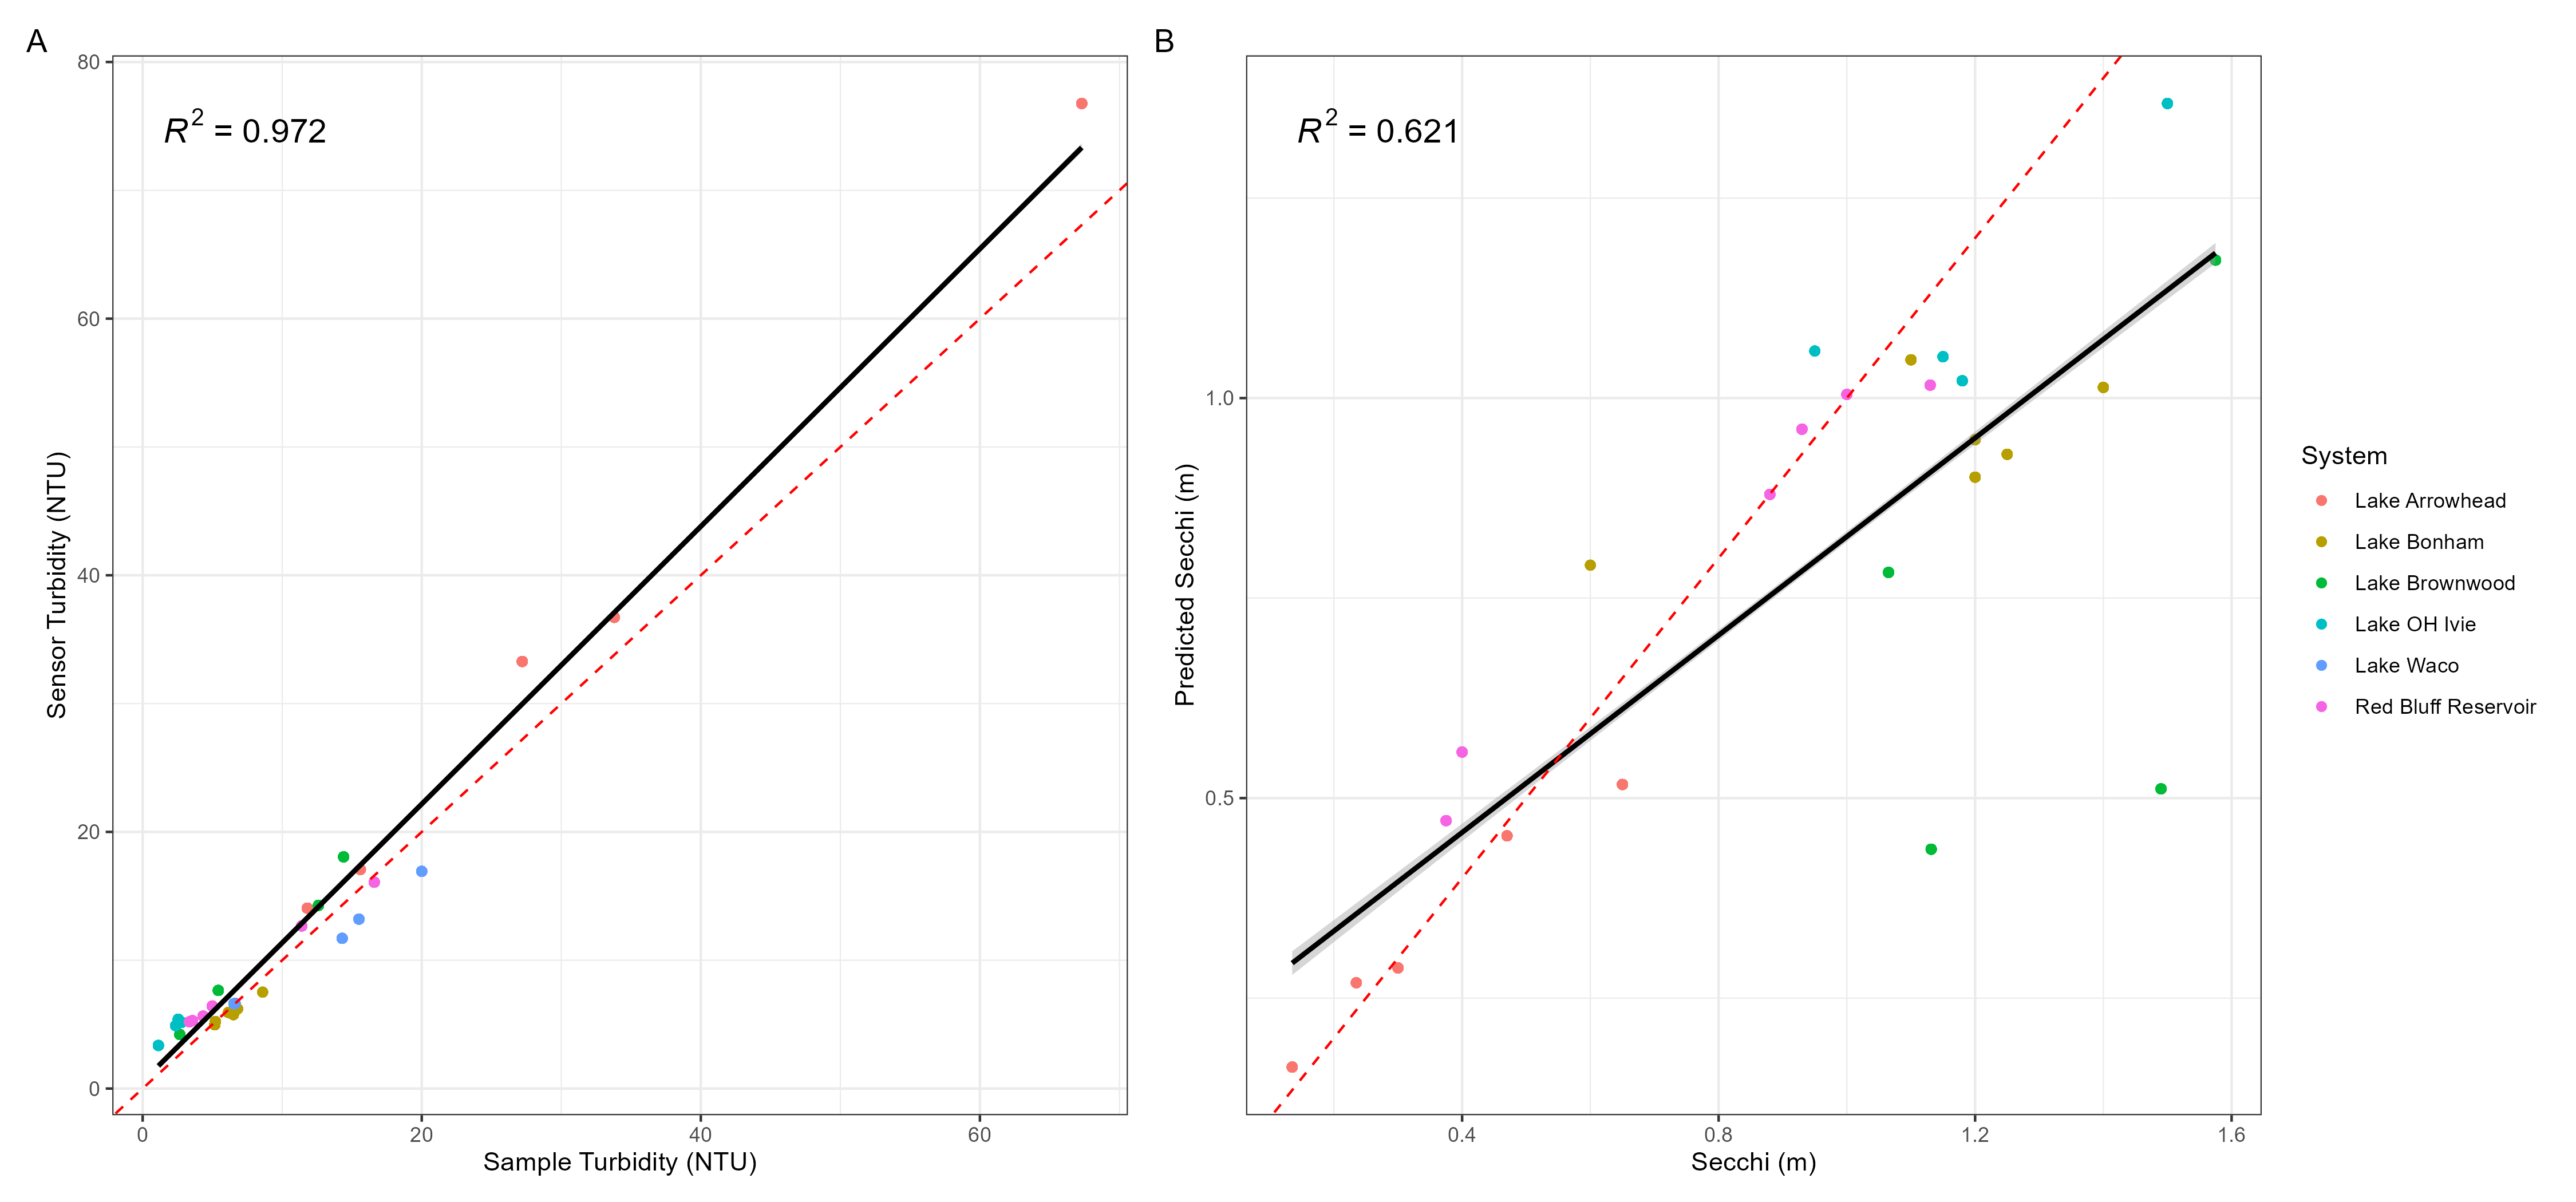 A
R² = 0.972
80
60
40
20
0
Sensor Turbidity (NTU)
0 20 40 60
Sample Turbidity (NTU)
B
R² = 0.621
1.0
0.5
Predicted Secchi (m)
0.4 0.8 1.2 1.6
Secchi (m)
System
Lake Arrowhead
Lake Bonham
Lake Brownwood
Lake OH Ivie
Lake Waco
Red Bluff Reservoir